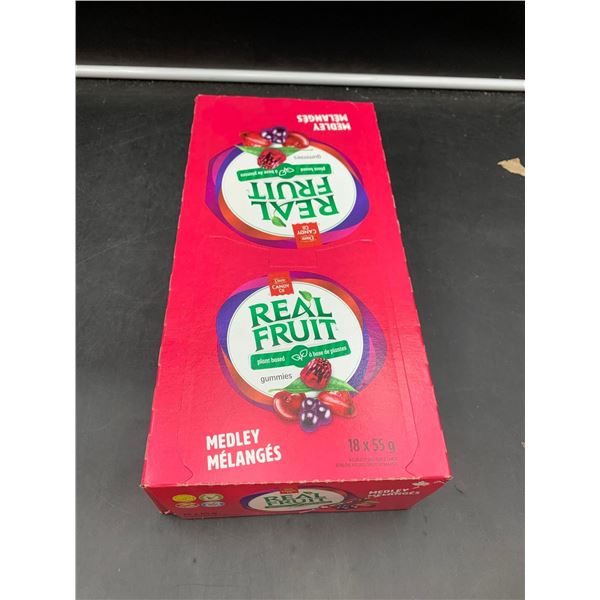 MEDLEY
MÉLANGÉS
gummies
plant based à base de plantes
REAL
FRUIT
Dare
CANDY
CO
Dare
CANDY
CO
REAL
FRUIT
plant based à base de plantes
gummies
MEDLEY
MÉLANGÉS
18 x 55 g
REAL
FRUIT
MEDLEY
MÉLANGÉS